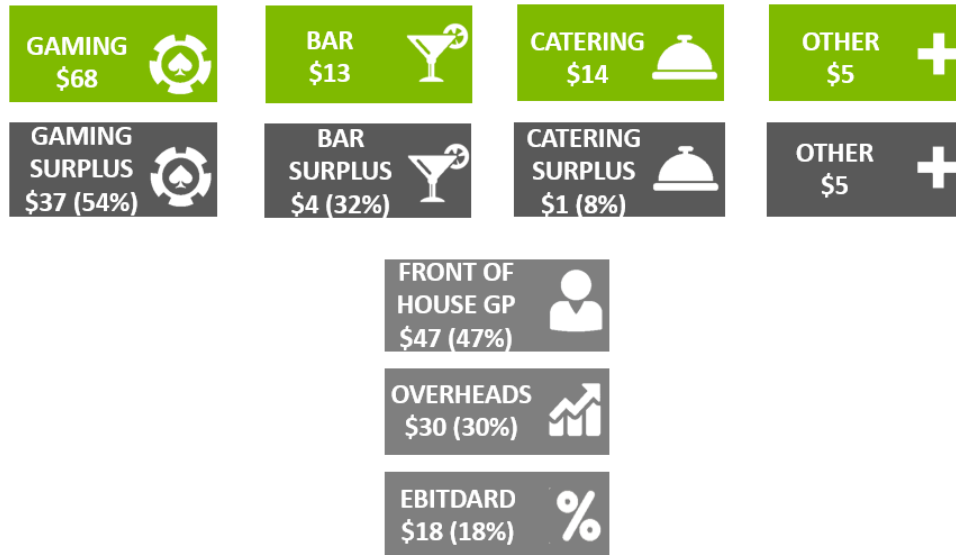 GAMING
$68
BAR
$13
CATERING
$14
OTHER
$5
GAMING
SURPLUS
$37 (54%)
BAR
SURPLUS
$4 (32%)
CATERING
SURPLUS
$1 (8%)
OTHER
$5
FRONT OF
HOUSE GP
$47 (47%)
OVERHEADS
$30 (30%)
EBITDARD
$18 (18%)
%